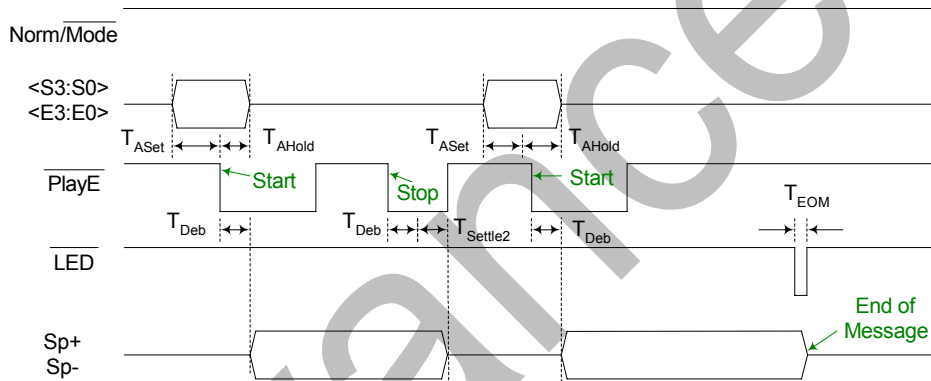 Norm/Mode
<S3:S0>
<E3:E0>
TASet TAHold TASet TAHold
PlayE
Start Stop Start
TEOM
TDeb TDeb TSettle2 TDeb
LED
End of
Message
Sp+
Sp-